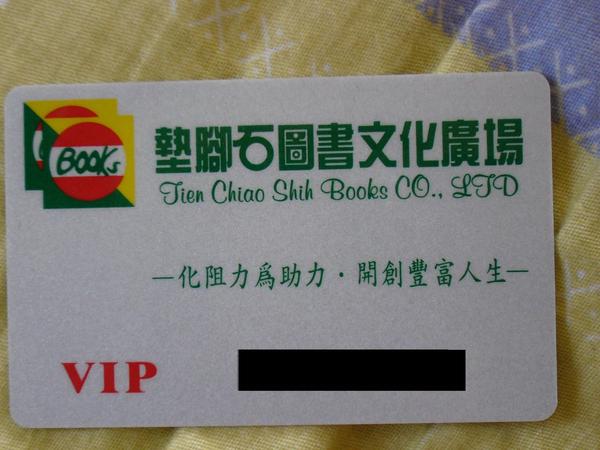 BOOKs
墊腳石圖書文化廣場
Tien Chiao Shih Books CO., LTD
—化阻力爲助力・開創豐富人生—
VIP